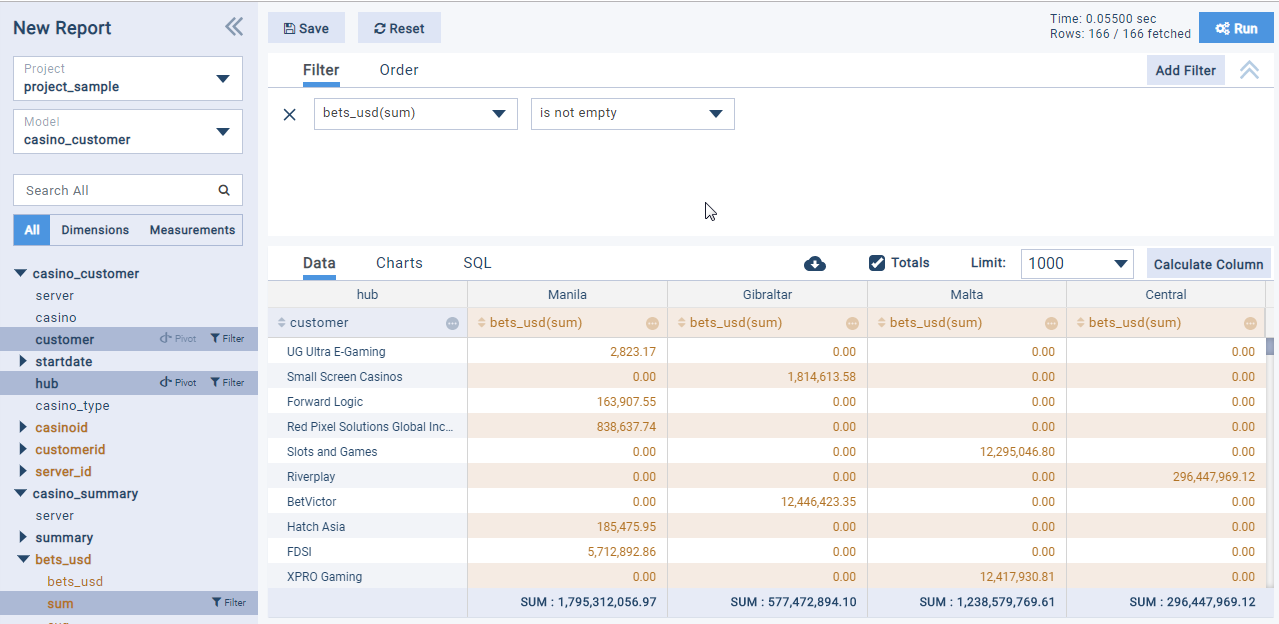 New Report
Project
project_sample
Model
casino_customer
Search All
All Dimensions Measurements
casino_customer
server
casino
customer Pivot Filter
startdate
hub Pivot Filter
casino_type
casinoid
customerid
server_id
casino_summary
server
summary
bets_usd
bets_usd
sum Filter
Save Reset
Time: 0.05500 sec
Rows: 166 / 166 fetched
Run
Filter Order Add Filter
bets_usd(sum) is not empty
Data Charts SQL Totals Limit: 1000 Calculate Column
hub Manila Gibraltar Malta Central
customer bets_usd(sum) bets_usd(sum) bets_usd(sum) bets_usd(sum)
UG Ultra E-Gaming 2,823.17 0.00 0.00 0.00
Small Screen Casinos 0.00 1,814,613.58 0.00 0.00
Forward Logic 163,907.55 0.00 0.00 0.00
Red Pixel Solutions Global Inc... 838,637.74 0.00 0.00 0.00
Slots and Games 0.00 0.00 12,295,046.80 0.00
Riverplay 0.00 0.00 0.00 296,447,969.12
BetVictor 0.00 12,446,423.35 0.00 0.00
Hatch Asia 185,475.95 0.00 0.00 0.00
FDSI 5,712,892.86 0.00 0.00 0.00
XPRO Gaming 0.00 0.00 12,417,930.81 0.00
SUM : 1,795,312,056.97 SUM : 577,472,894.10 SUM : 1,238,579,769.61 SUM : 296,447,969.12